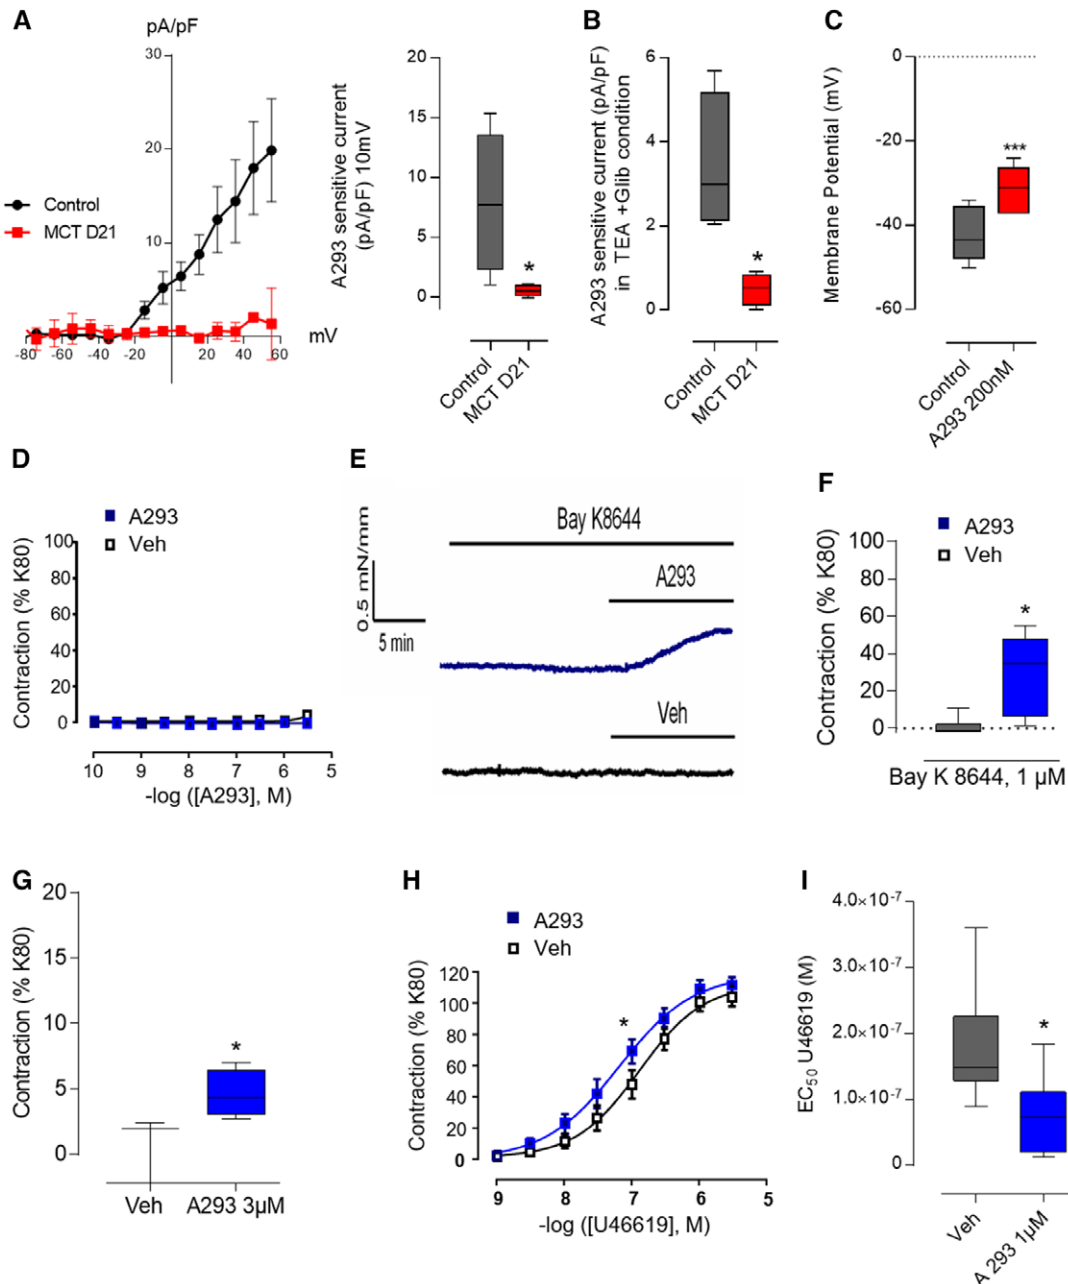 A
pA/pF
30
20
10
Control
MCT D21
mV
-80 -60 -40 -20 20 40 60
A293 sensitive current
(pA/pF) 10mV
20
15
10
5
0
*
Control
MCT D21
B
A293 sensitive current (pA/pF)
in TEA +Glib condition
6
4
2
0
*
Control
MCT D21
C
Membrane Potential (mV)
0
-20
-40
-60
***
Control
A293 200nM
D
A293
Veh
Contraction (% K80)
100
80
60
40
20
0
10 9 8 7 6 5
-log ([A293], M)
E
0.5 mN/mm
5 min
Bay K8644
A293
Veh
F
A293
Veh
Contraction (% K80)
100
80
60
40
20
0
*
Bay K 8644, 1 µM
G
Contraction (% K80)
20
15
10
5
0
*
Veh A293 3µM
H
A293
Veh
Contraction (% K80)
120
100
80
60
40
20
0
*
9 8 7 6 5
-log ([U46619], M)
I
EC50 U46619 (M)
4.0×10-7
3.0×10-7
2.0×10-7
1.0×10-7
0
*
Veh
A 293 1µM